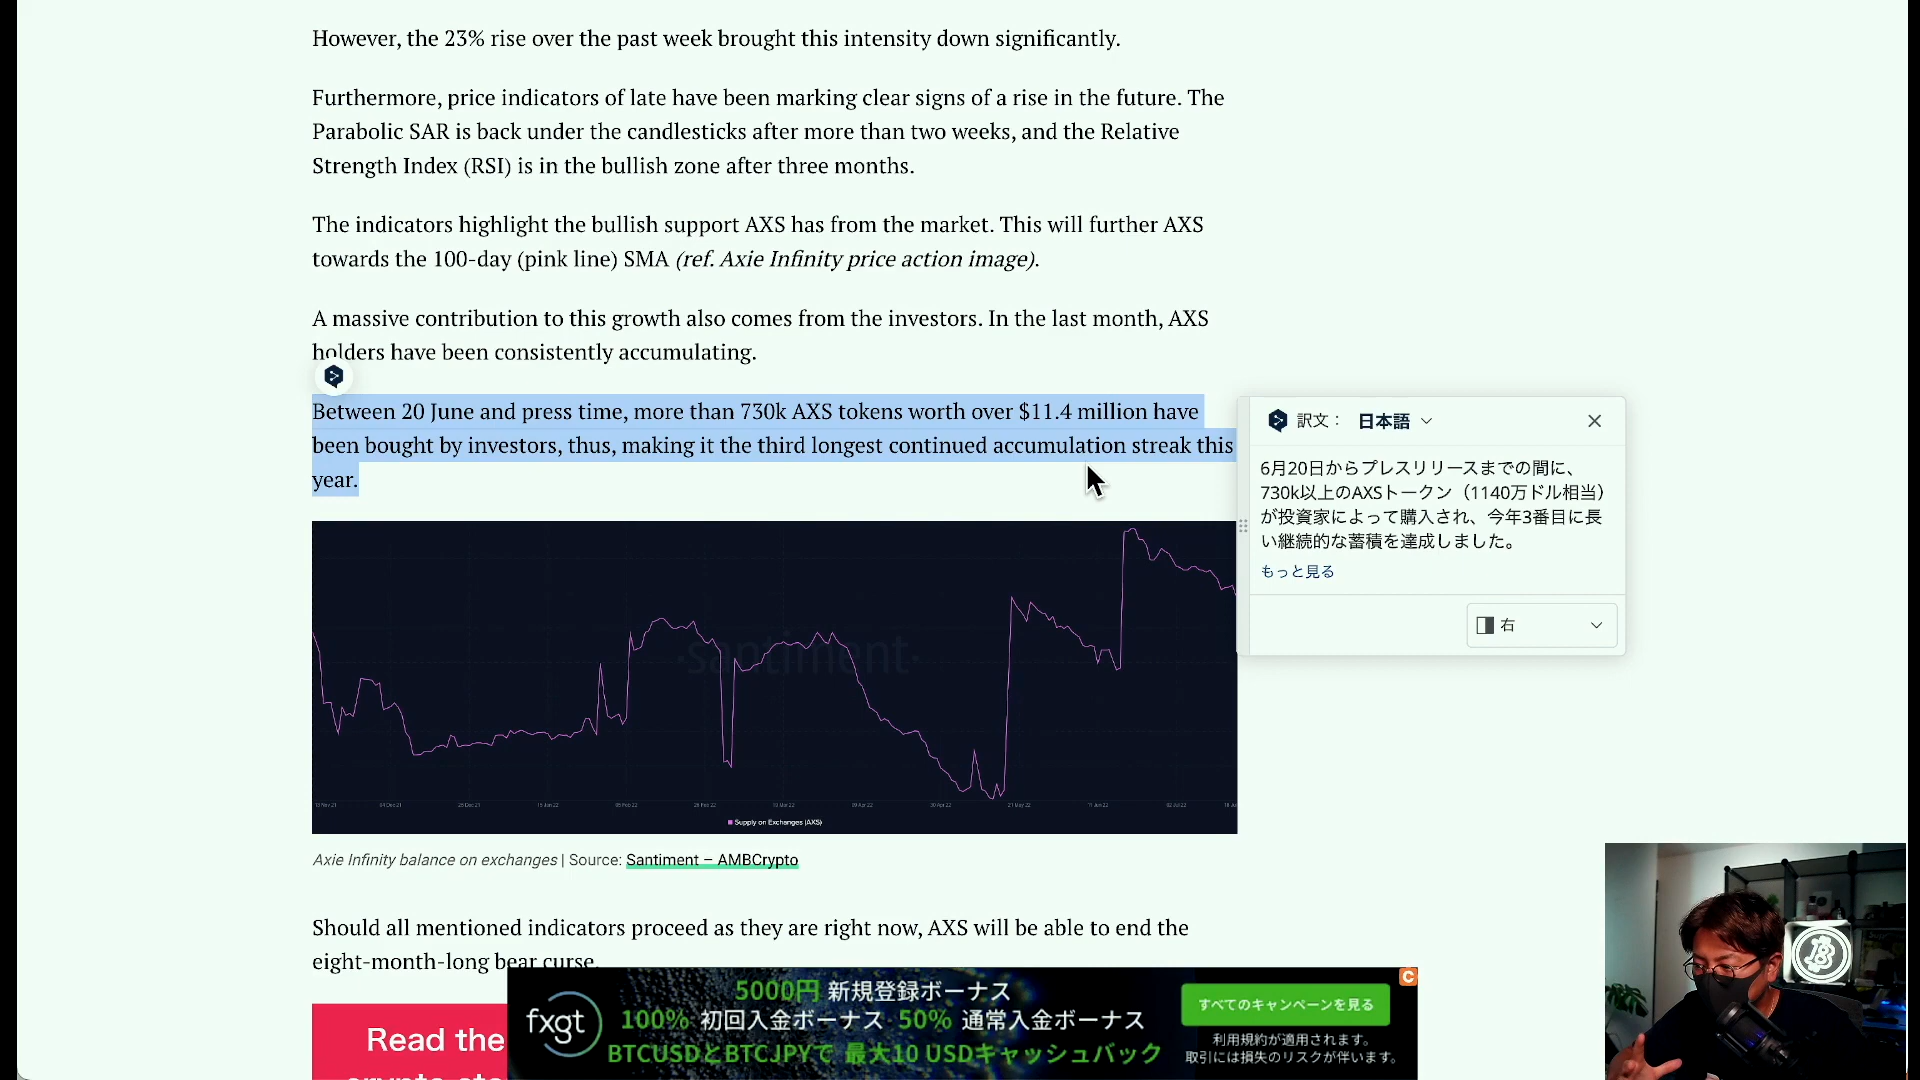 However, the 23% rise over the past week brought this intensity down significantly.
Furthermore, price indicators of late have been marking clear signs of a rise in the future. The
Parabolic SAR is back under the candlesticks after more than two weeks, and the Relative
Strength Index (RSI) is in the bullish zone after three months.
The indicators highlight the bullish support AXS has from the market. This will further AXS
towards the 100-day (pink line) SMA (ref. Axie Infinity price action image).
A massive contribution to this growth also comes from the investors. In the last month, AXS
holders have been consistently accumulating.
Between 20 June and press time, more than 730k AXS tokens worth over $11.4 million have
been bought by investors, thus, making it the third longest continued accumulation streak this
year.
訳文： 日本語
6月20日からプレスリリースまでの間に、
730k以上のAXSトークン（1140万ドル相当）
が投資家によって購入され、今年3番目に長
い継続的な蓄積を達成しました。
もっと見る
右
·santiment·
Supply on Exchanges (AXS)
Axie Infinity balance on exchanges | Source: Santiment – AMBCrypto
Should all mentioned indicators proceed as they are right now, AXS will be able to end the
eight-month-long bear curse.
Read the
fxgt
5000円 新規登録ボーナス
100% 初回入金ボーナス 50% 通常入金ボーナス
BTCUSDとBTCJPYで 最大10 USDキャッシュバック
すべてのキャンペーンを見る
利用規約が適用されます。
取引には損失のリスクが伴います。
C